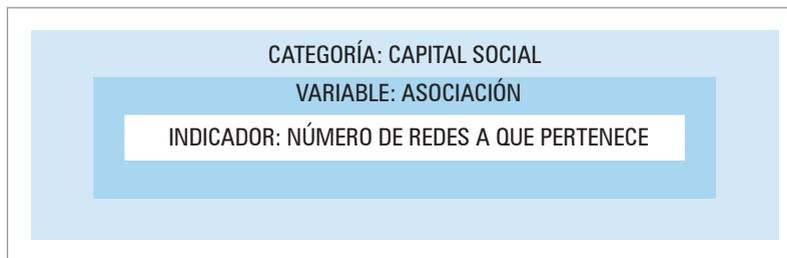 CATEGORÍA: CAPITAL SOCIAL
VARIABLE: ASOCIACIÓN
INDICADOR: NÚMERO DE REDES A QUE PERTENECE